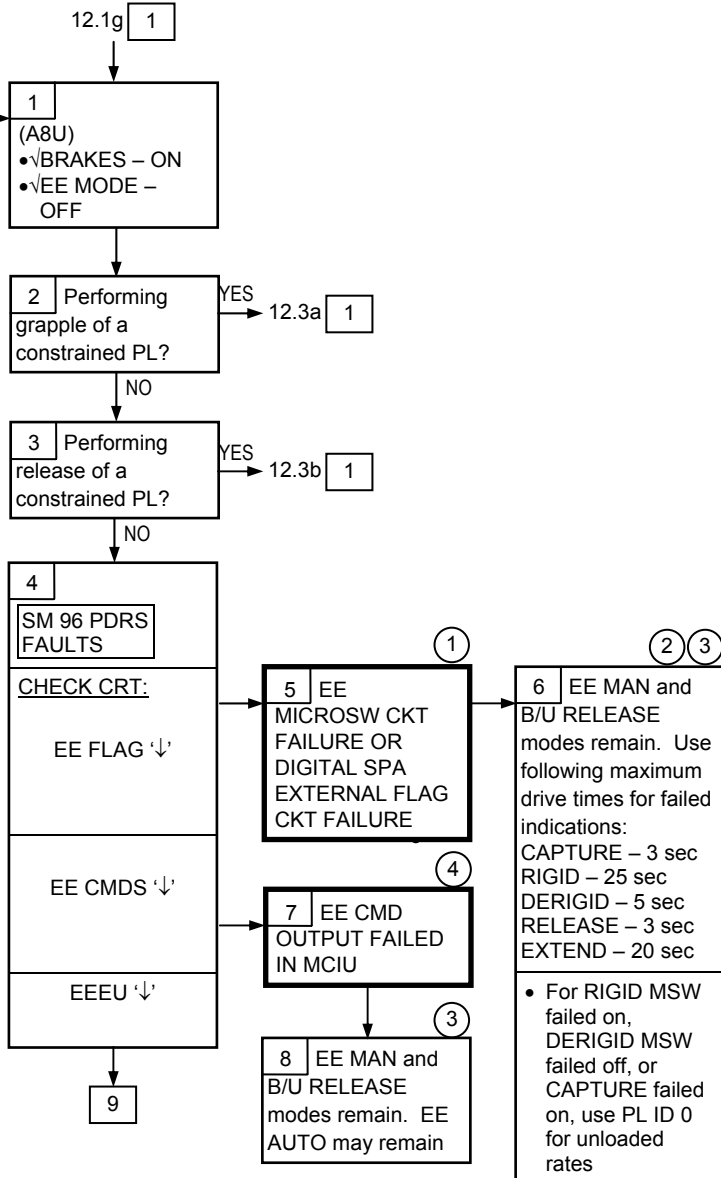 12.1g 1
1
(A8U)
•√BRAKES – ON
•√EE MODE –
OFF
2 Performing
grapple of a
constrained PL?
YES
12.3a 1
NO
3 Performing
release of a
constrained PL?
YES
12.3b 1
NO
4
SM 96 PDRS
FAULTS
CHECK CRT:
EE FLAG ‘↓’
EE CMDS ‘↓’
EEEU ‘↓’
9
1
5 EE
MICROSW CKT
FAILURE OR
DIGITAL SPA
EXTERNAL FLAG
CKT FAILURE
4
7 EE CMD
OUTPUT FAILED
IN MCIU
3
8 EE MAN and
B/U RELEASE
modes remain. EE
AUTO may remain
2 3
6 EE MAN and
B/U RELEASE
modes remain. Use
following maximum
drive times for failed
indications:
CAPTURE – 3 sec
RIGID – 25 sec
DERIGID – 5 sec
RELEASE – 3 sec
EXTEND – 20 sec
• For RIGID MSW
failed on,
DERIGID MSW
failed off, or
CAPTURE failed
on, use PL ID 0
for unloaded
rates